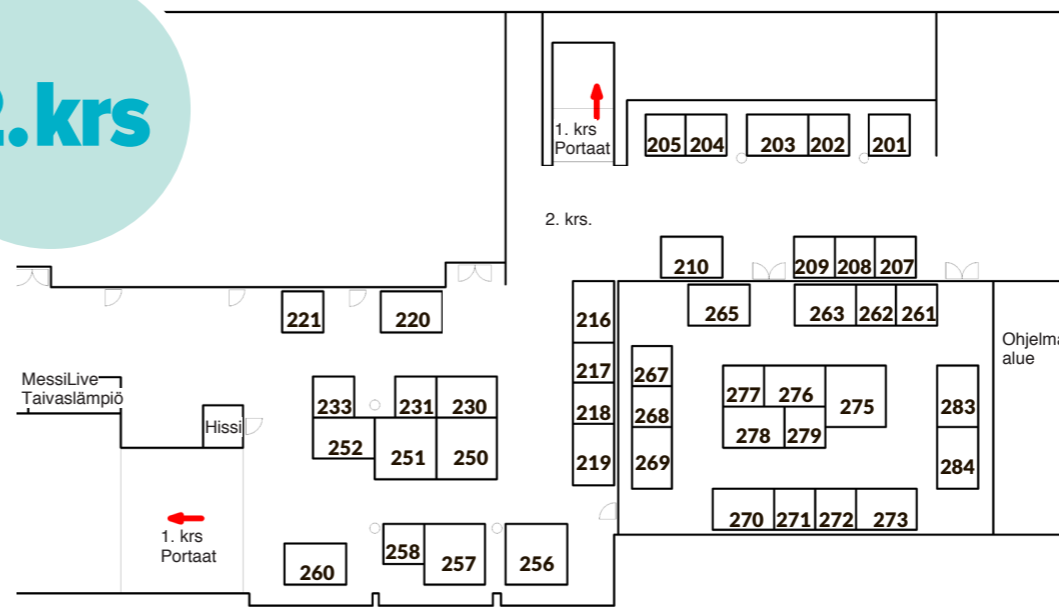 2.krs
1. krs
Portaat
205 204 203 202 201
2. krs.
210 209 208 207
221 220 216 265 263 262 261
Ohjelma
alue
MessiLive
Taivaslämpiö
217 267 277 276 275
233 231 230 218 268 283
Hissi
252 251 250 219 269 278 279 284
1. krs
Portaat
270 271 272 273
260 258 257 256